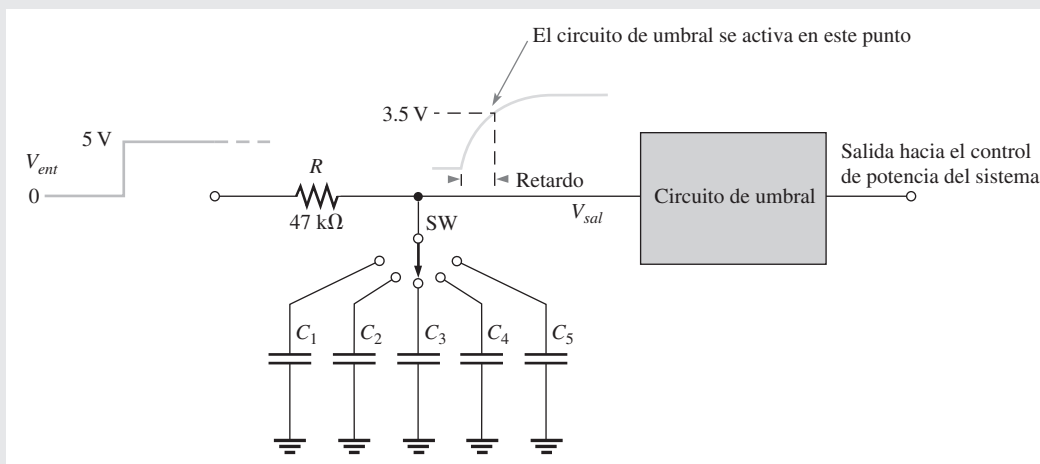 El circuito de umbral se activa en este punto
3.5 V
5 V
V_ent
0
R
47 kΩ
SW
Retardo
V_sal
Circuito de umbral
Salida hacia el control
de potencia del sistema
C₁
C₂
C₃
C₄
C₅